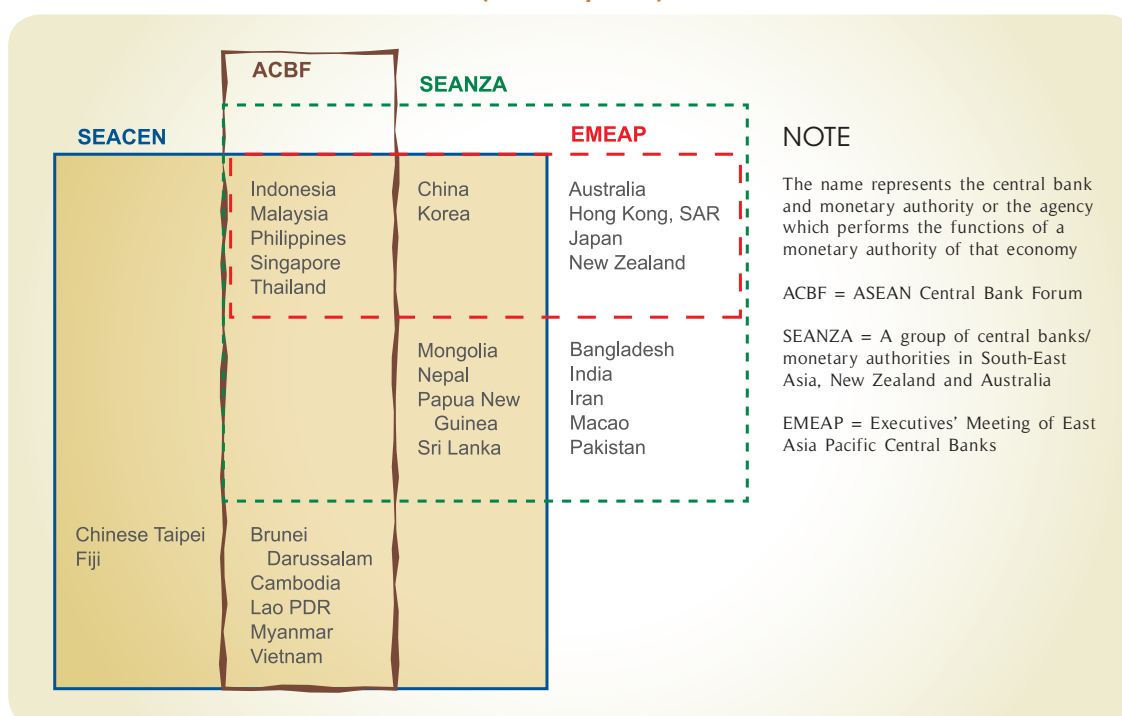 ACBF
SEANZA
SEACEN
EMEAP
Indonesia
Malaysia
Philippines
Singapore
Thailand
China
Korea
Australia
Hong Kong, SAR
Japan
New Zealand
Mongolia
Nepal
Papua New
Guinea
Sri Lanka
Bangladesh
India
Iran
Macao
Pakistan
Chinese Taipei
Fiji
Brunei
Darussalam
Cambodia
Lao PDR
Myanmar
Vietnam
NOTE
The name represents the central bank
and monetary authority or the agency
which performs the functions of a
monetary authority of that economy
ACBF = ASEAN Central Bank Forum
SEANZA = A group of central banks/
monetary authorities in South-East
Asia, New Zealand and Australia
EMEAP = Executives' Meeting of East
Asia Pacific Central Banks